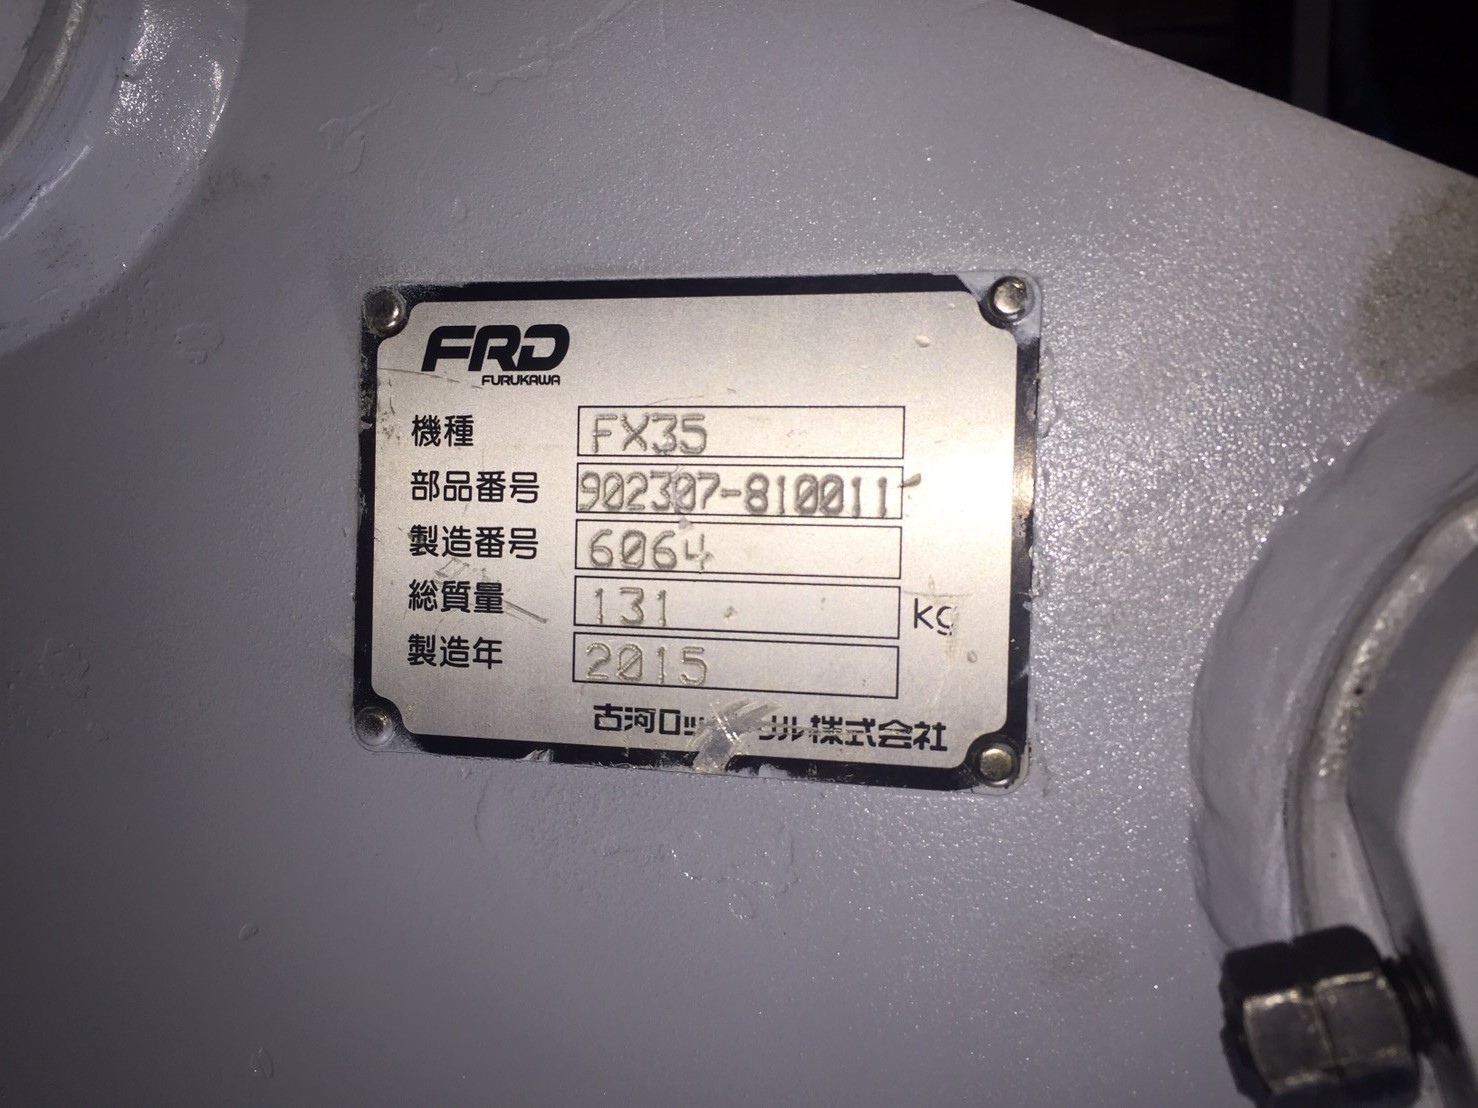 FRD
FURUKAWA
機種 FX35
部品番号 902307-810011
製造番号 6064
総質量 131 kg
製造年 2015
古河ロッ リル株式会社